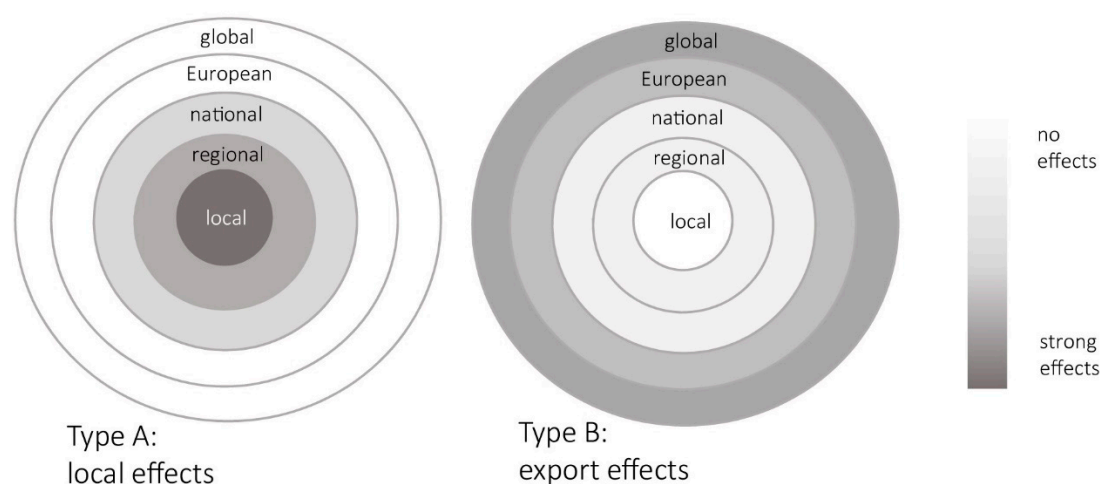 global
European
national
regional
local
Type A:
local effects
global
European
national
regional
local
Type B:
export effects
no
effects
strong
effects